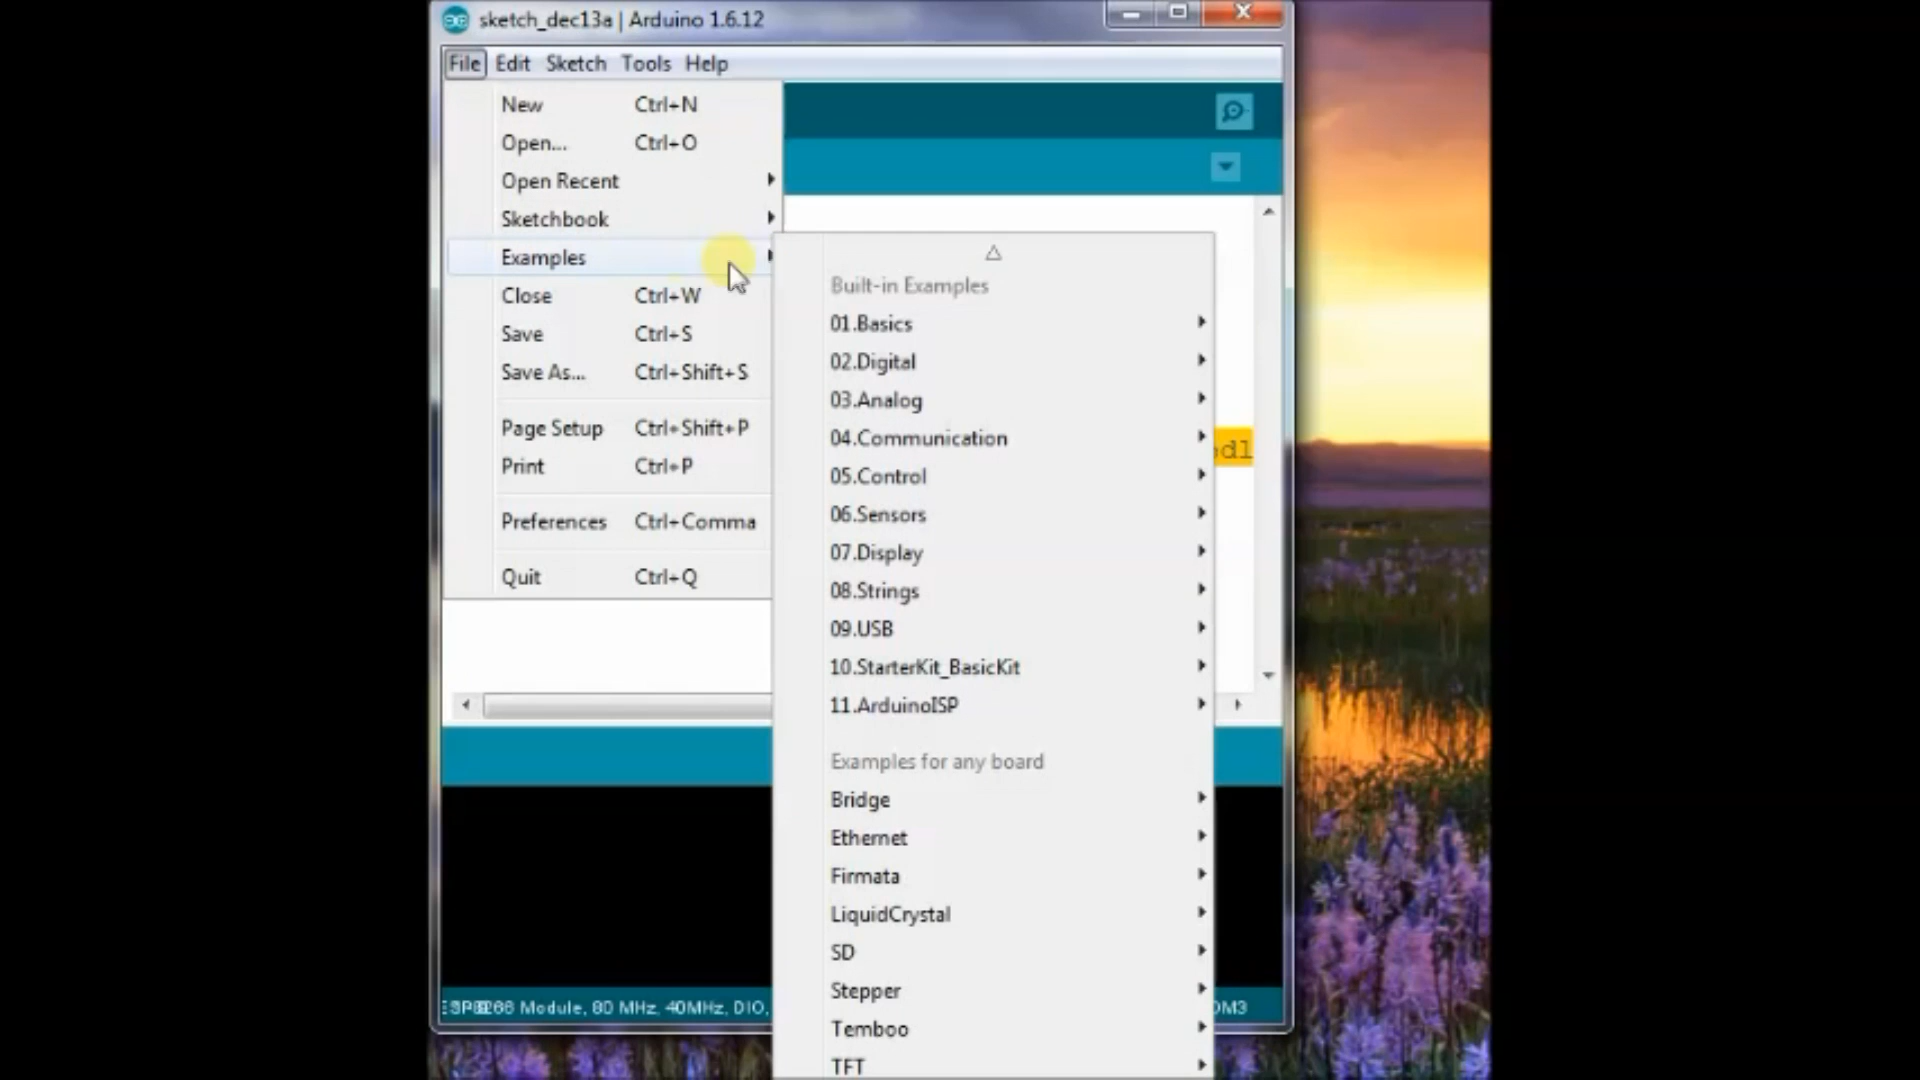 sketch_dec13a | Arduino 1.6.12
File Edit Sketch Tools Help
New Ctrl+N
Open... Ctrl+O
Open Recent
Sketchbook
Examples
Close Ctrl+W
Save Ctrl+S
Save As... Ctrl+Shift+S
Page Setup Ctrl+Shift+P
Print Ctrl+P
Preferences Ctrl+Comma
Quit Ctrl+Q
Built-in Examples
01.Basics
02.Digital
03.Analog
04.Communication
05.Control
06.Sensors
07.Display
08.Strings
09.USB
10.StarterKit_BasicKit
11.ArduinoISP
Examples for any board
Bridge
Ethernet
Firmata
LiquidCrystal
SD
Stepper
Temboo
TFT
Module, 80 MHz, 40MHz, DIO,